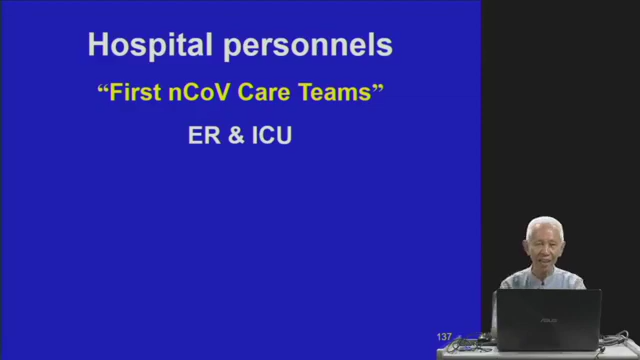 Hospital personnels
“First nCoV Care Teams”
ER & ICU
137
ASUS